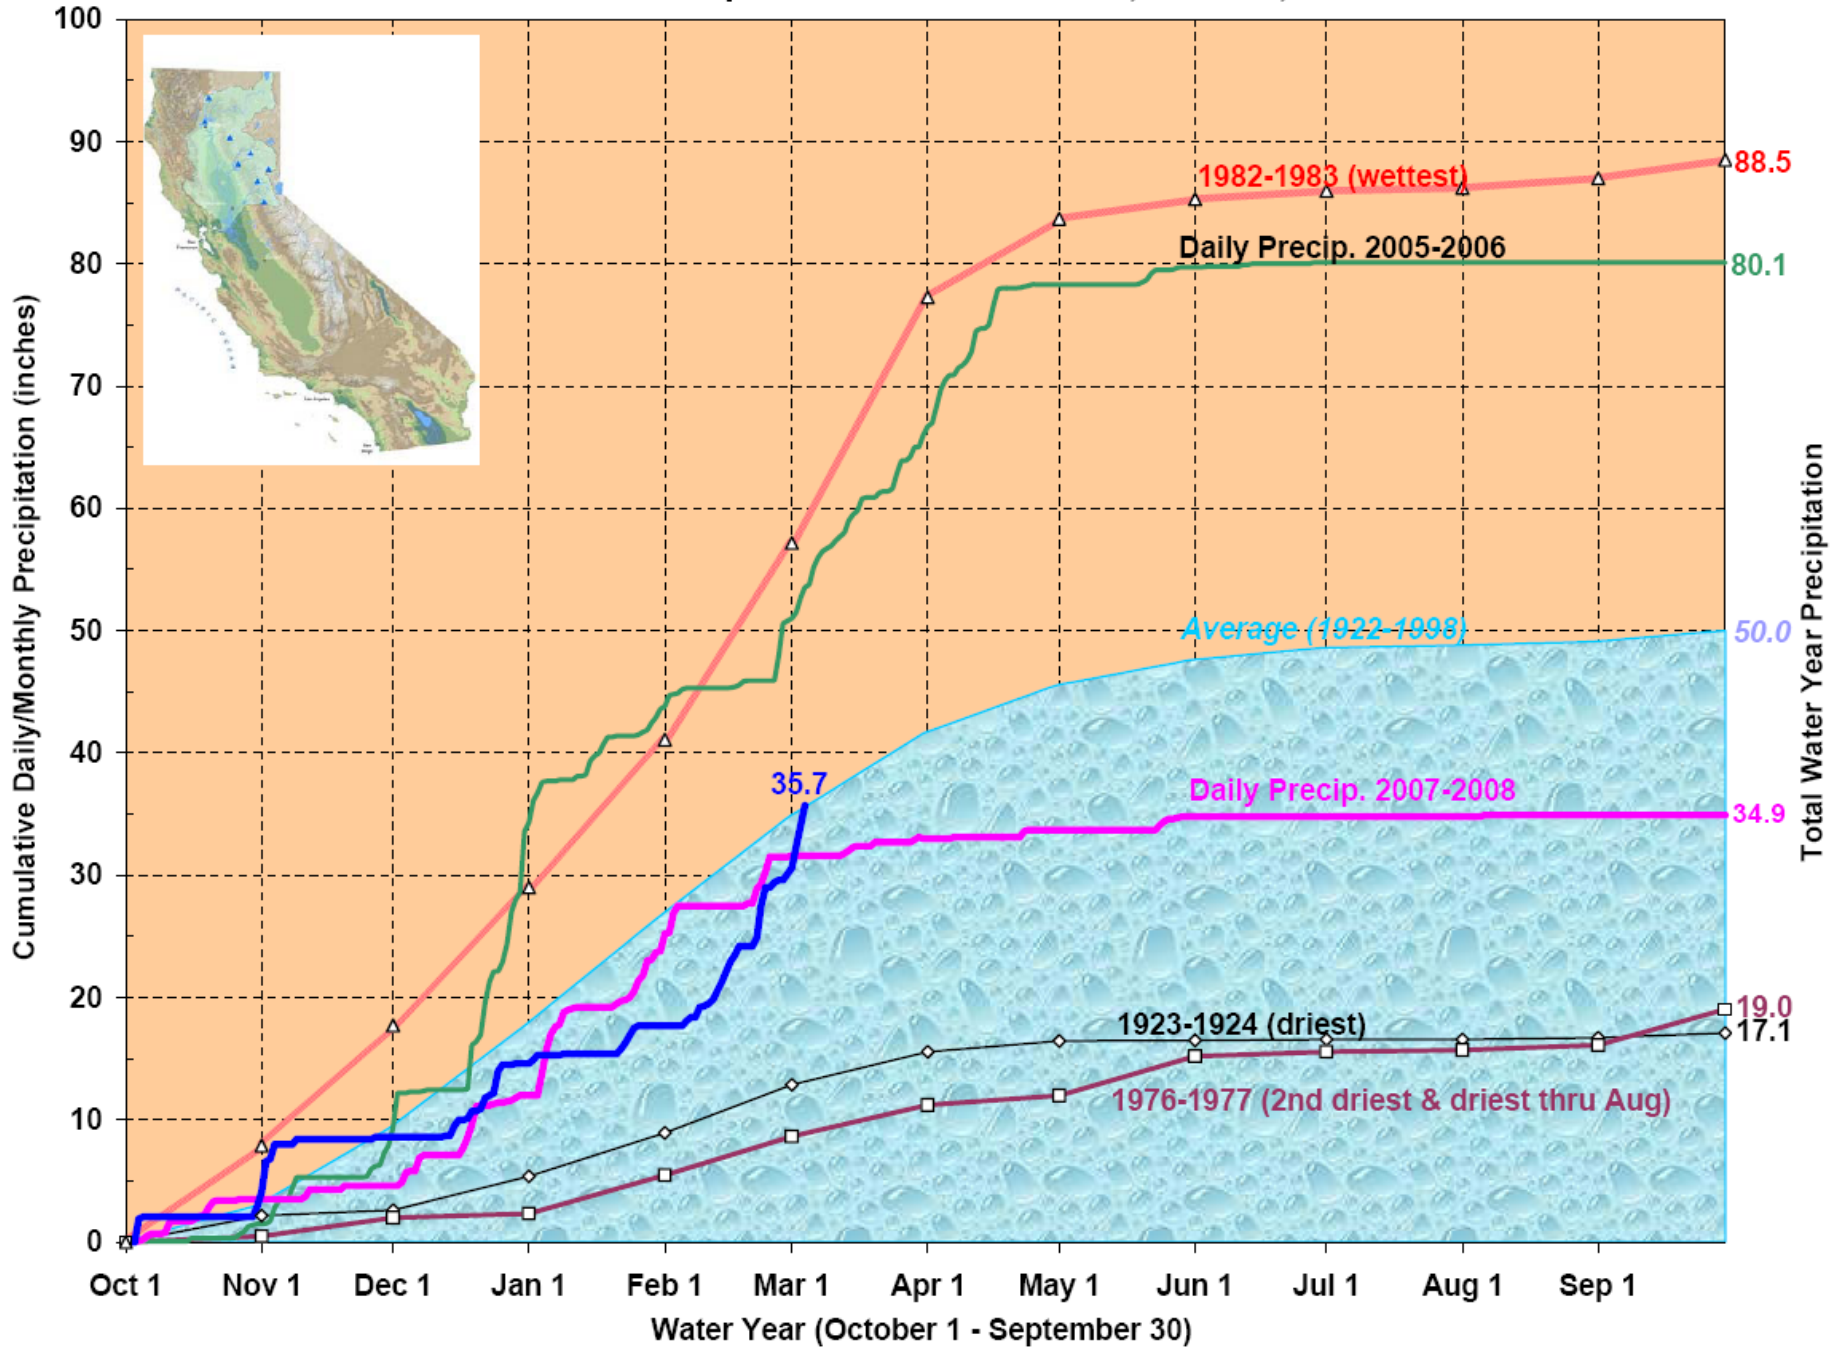 100
90
80
70
60
50
40
30
20
10
0
Cumulative Daily/Monthly Precipitation (inches)
1982-1983 (wettest)
88.5
Daily Precip. 2005-2006
80.1
Average (1922-1998)
50.0
35.7
Daily Precip. 2007-2008
34.9
1923-1924 (driest)
19.0
17.1
1976-1977 (2nd driest & driest thru Aug)
Total Water Year Precipitation
Oct 1 Nov 1 Dec 1 Jan 1 Feb 1 Mar 1 Apr 1 May 1 Jun 1 Jul 1 Aug 1 Sep 1
Water Year (October 1 - September 30)